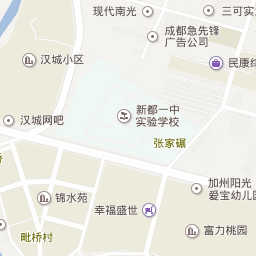 现代南光
三可实
成都急先锋
广告公司
汉城小区
民康综
新都一中
实验学校
汉城网吧
张家碾
桥
加州阳光
爱宝幼儿园
锦水苑
幸福盛世
毗桥村
富力桃园